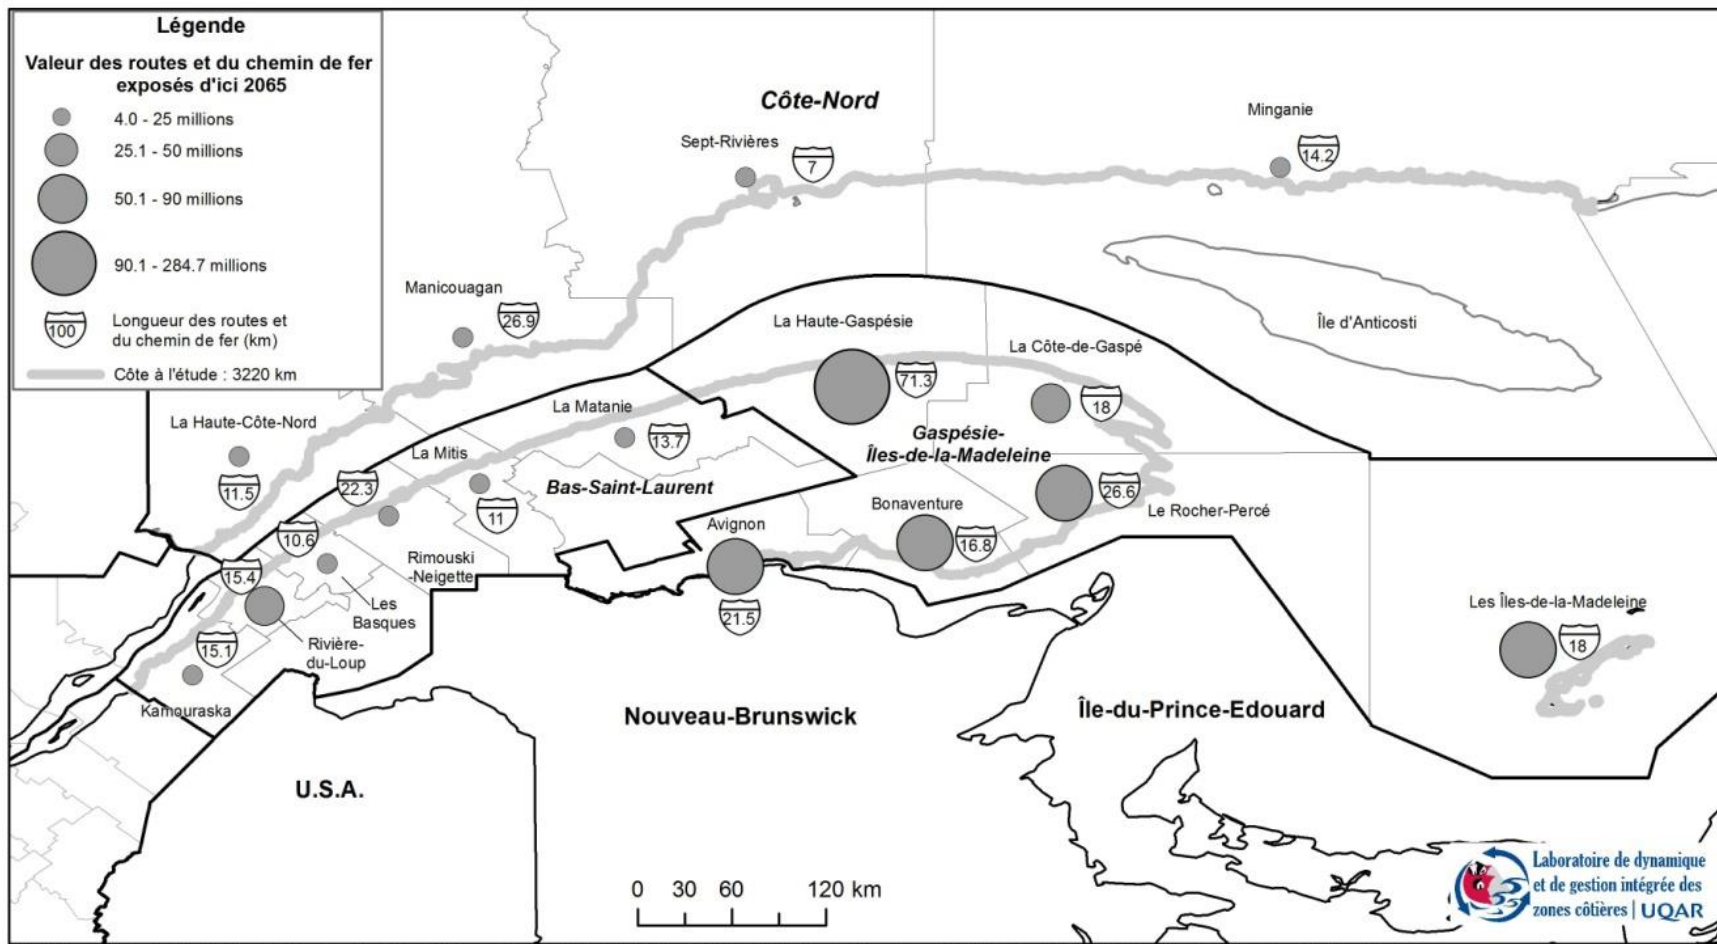 Légende
Valeur des routes et du chemin de fer
exposés d'ici 2065
4.0 - 25 millions
25.1 - 50 millions
50.1 - 90 millions
90.1 - 284.7 millions
100
Longueur des routes et
du chemin de fer (km)
Côte à l'étude : 3220 km
Côte-Nord
Sept-Rivières
7
Minganie
14.2
Manicouagan
26.9
Île d'Anticosti
La Haute-Gaspésie
71.3
La Côte-de-Gaspé
18
La Haute-Côte-Nord
11.5
La Matanie
13.7
La Mitis
11
22.3
Gaspésie-
Îles-de-la-Madeleine
Bas-Saint-Laurent
26.6
Le Rocher-Percé
Bonaventure
16.8
Avignon
21.5
10.6
Rimouski
-Neigette
15.4
Les
Basques
Rivière-
du-Loup
15.1
Kamouraska
Les Îles-de-la-Madeleine
18
Nouveau-Brunswick
Île-du-Prince-Edouard
U.S.A.
0 30 60 120 km
Laboratoire de dynamique
et de gestion intégrée des
zones côtières | UQAR